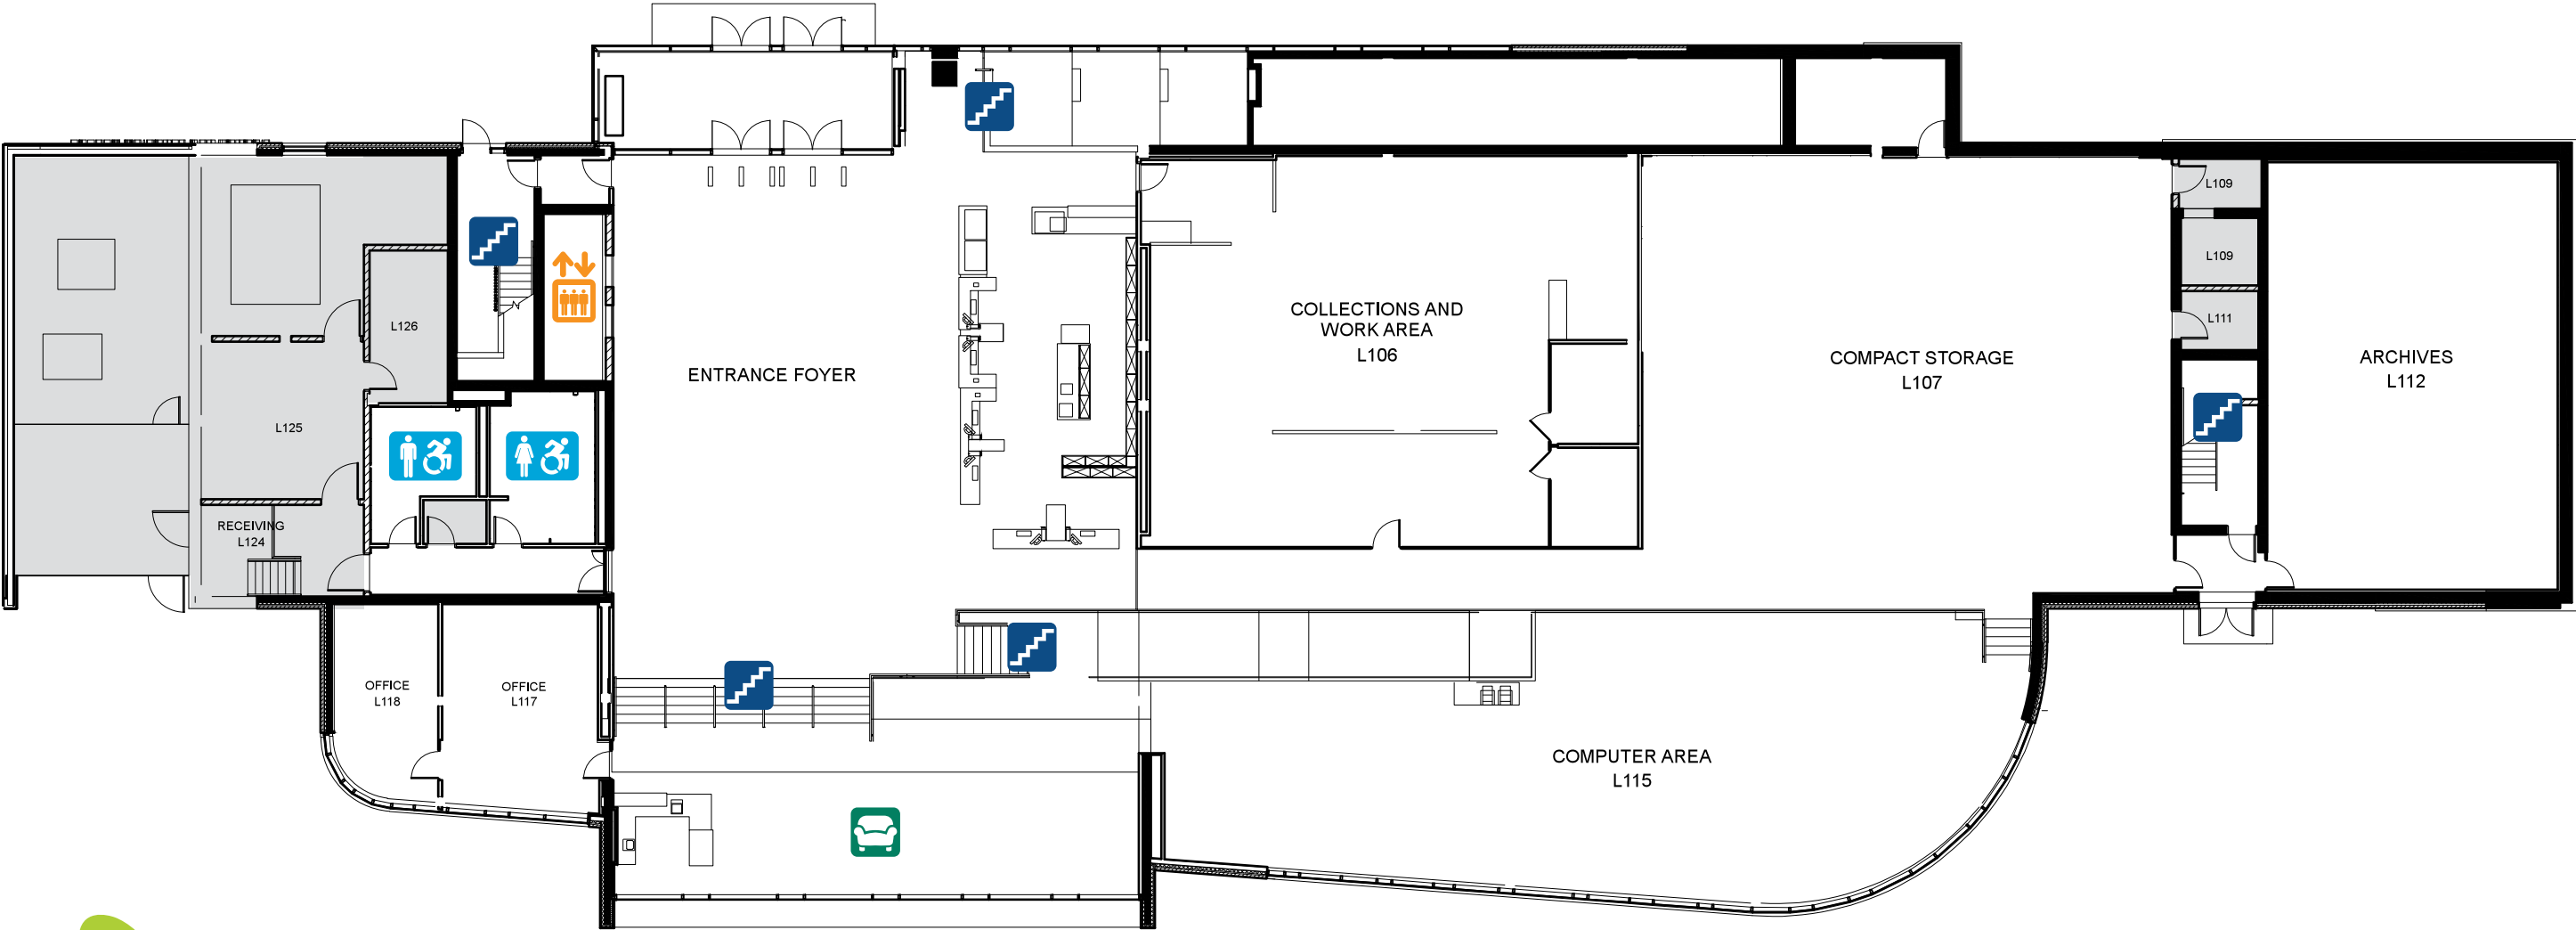 L109
L109
L126
COLLECTIONS AND
WORK AREA
L106
L111
ENTRANCE FOYER
COMPACT STORAGE
L107
ARCHIVES
L112
L125
RECEIVING
L124
OFFICE
L118
OFFICE
L117
COMPUTER AREA
L115